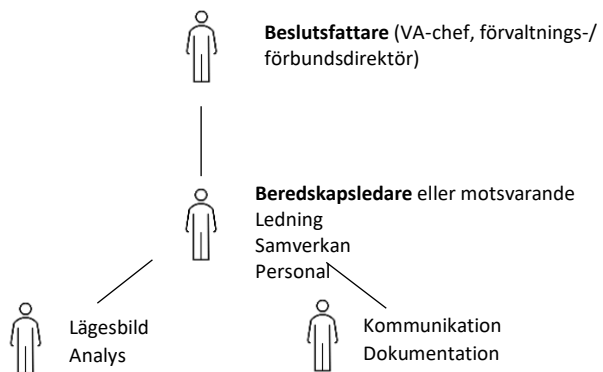 Beslutsfattare (VA-chef, förvaltnings-/
förbundsdirektör)
Beredskapsledare eller motsvarande
Ledning
Samverkan
Personal
Lägesbild
Analys
Kommunikation
Dokumentation